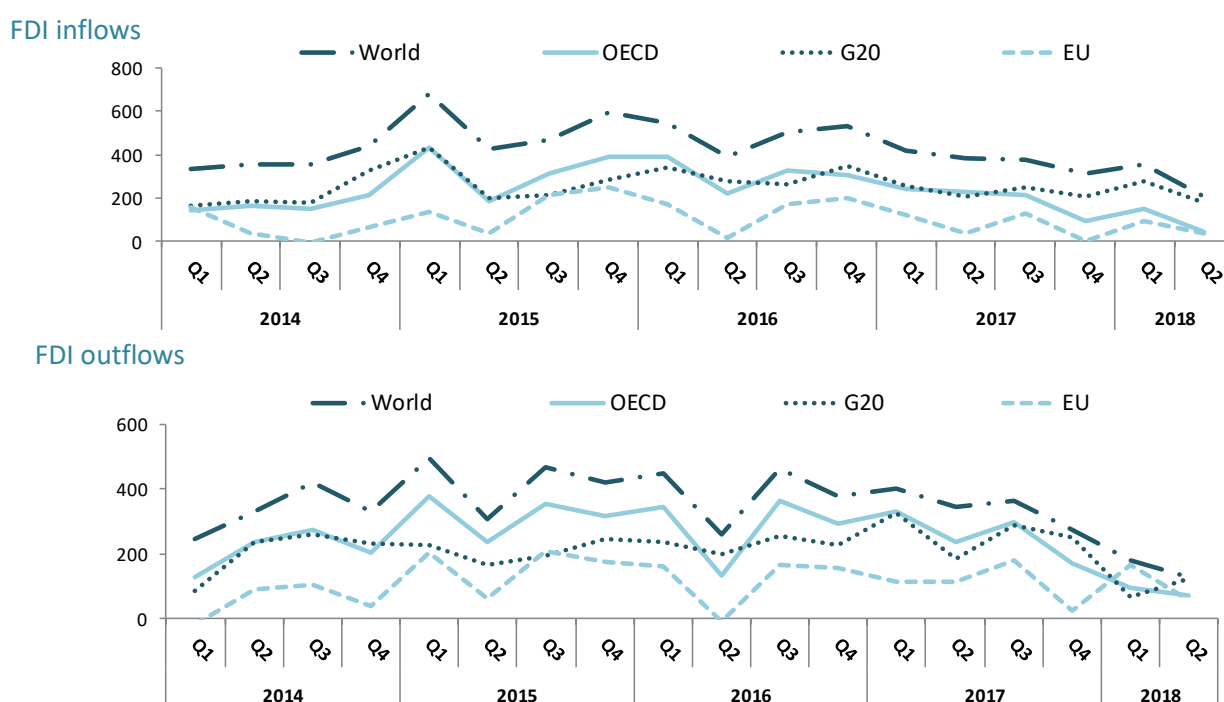 FDI inflows
World OECD G20 EU
800
600
400
200
0
Q1 Q2 Q3 Q4 Q1 Q2 Q3 Q4 Q1 Q2 Q3 Q4 Q1 Q2 Q3 Q4 Q1 Q2
2014 2015 2016 2017 2018
FDI outflows
World OECD G20 EU
600
400
200
0
Q1 Q2 Q3 Q4 Q1 Q2 Q3 Q4 Q1 Q2 Q3 Q4 Q1 Q2 Q3 Q4 Q1 Q2
2014 2015 2016 2017 2018